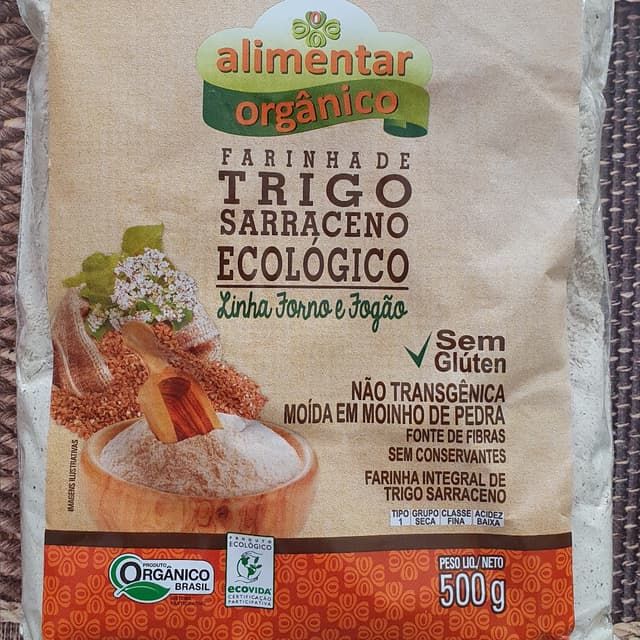 alimentar
orgânico
FARINHA DE
TRIGO
SARRACENO
ECOLÓGICO
Linha Forno e Fogão
Sem
Glúten
NÃO TRANSGÊNICA
MOÍDA EM MOINHO DE PEDRA
FONTE DE FIBRAS
SEM CONSERVANTES
FARINHA INTEGRAL DE
TRIGO SARRACENO
TIPO GRUPO CLASSE ACIDEZ
1 SECA FINA BAIXA
IMAGENS ILUSTRATIVAS
PRODUTO
ORGÂNICO
BRASIL
PRODUTO
ECOLÓGICO
ECOVIDA
CERTIFICAÇÃO
PARTICIPATIVA
PESO LIQ./NETO
500g